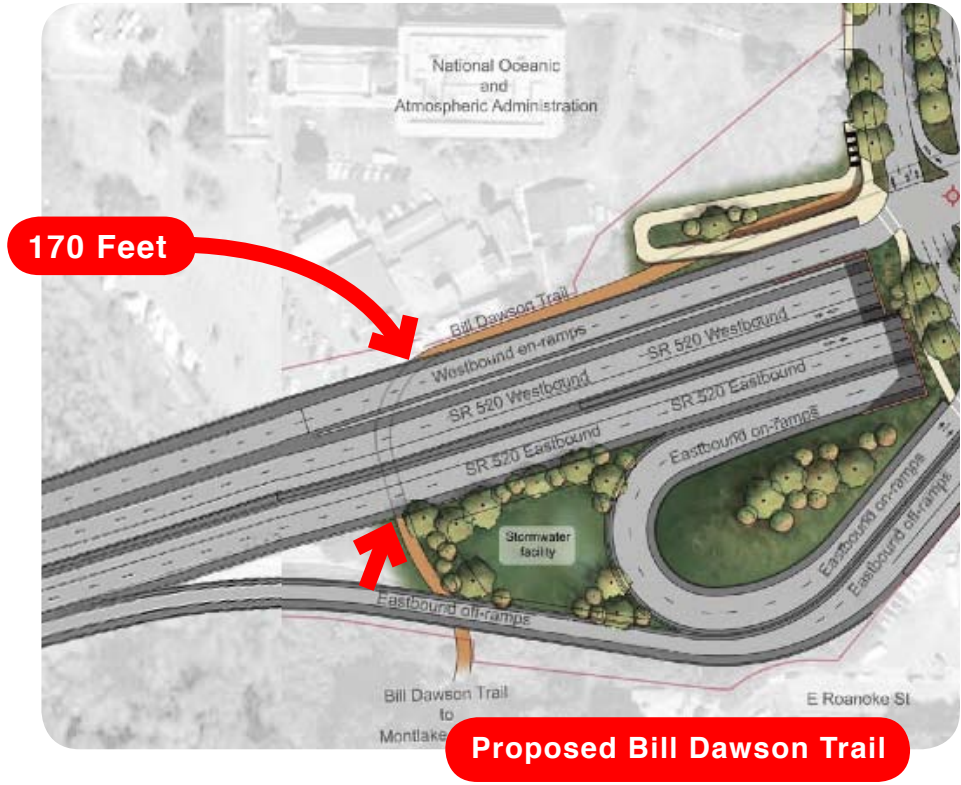 National Oceanic
and
Atmospheric Administration
170 Feet
Bill Dawson Trail
Westbound on-ramps
SR 520 Westbound
SR 520 Westbound
SR 520 Eastbound
SR 520 Eastbound
Eastbound on-ramps
Stormwater
facility
Eastbound on-ramps
Eastbound off-ramps
Eastbound off-ramps
Bill Dawson Trail
to
Montlake
E Roanoke St
Proposed Bill Dawson Trail